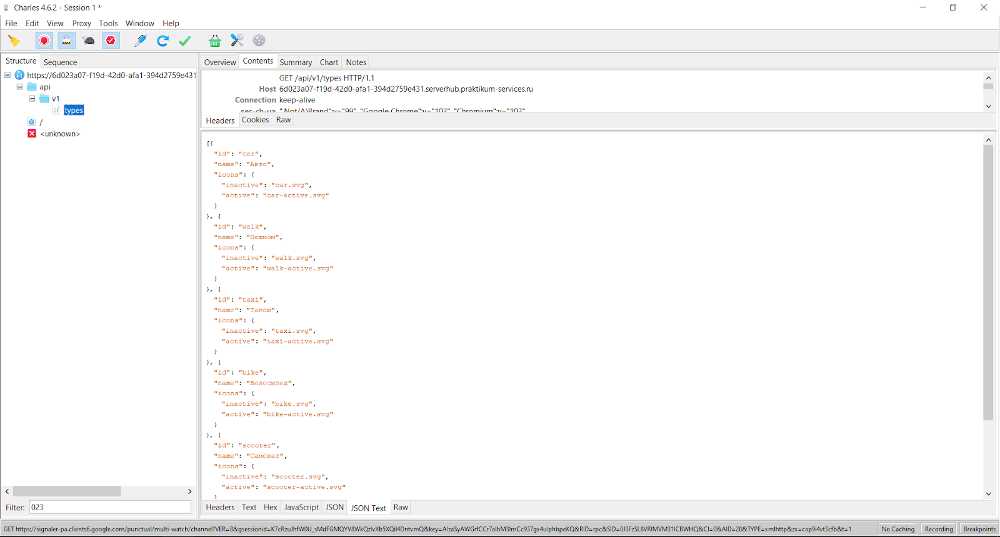 Charles 4.6.2 - Session 1 *
File Edit View Proxy Tools Window Help
Structure Sequence
https://6d023a07-f19d-42d0-afa1-394d2759e431
api
v1
types
/
<unknown>
Filter: 023
Overview Contents Summary Chart Notes
GET /api/v1/types HTTP/1.1
Host 6d023a07-f19d-42d0-afa1-394d2759e431.serverhub.praktikum-services.ru
Connection keep-alive
sec-ch-ua ".Not/A)Brand";v="99", "Google Chrome";v="103", "Chromium";v="103"
Headers Cookies Raw
[{
"id": "car",
"name": "Авто",
"icons": {
"inactive": "car.svg",
"active": "car-active.svg"
}
}, {
"id": "walk",
"name": "Пешком",
"icons": {
"inactive": "walk.svg",
"active": "walk-active.svg"
}
}, {
"id": "taxi",
"name": "Такси",
"icons": {
"inactive": "taxi.svg",
"active": "taxi-active.svg"
}
}, {
"id": "bike",
"name": "Велосипед",
"icons": {
"inactive": "bike.svg",
"active": "bike-active.svg"
}
}, {
"id": "scooter",
"name": "Самокат",
"icons": {
"inactive": "scooter.svg",
"active": "scooter-active.svg"
}
Headers Text Hex JavaScript JSON JSON Text Raw
GET https://signaler-pa.clients6.google.com/punctual/multi-watch/channel?VER=8&gsessionid=K7cRzuJhfW0U_sMdFGMQYV8WkQzlvXb5XQil4DntvmQ&key=AIzaSyAWGrfCCr7albM3lmCc937gx4uIphbpeKQ&RID=rpc&SID=0J3FzSL8VRIMVM31ICBWHQ&CI=0&AID=20&TYPE=xmlhttp&zx=cap9i4vt3cfb&t=1
No Caching Recording Breakpoints